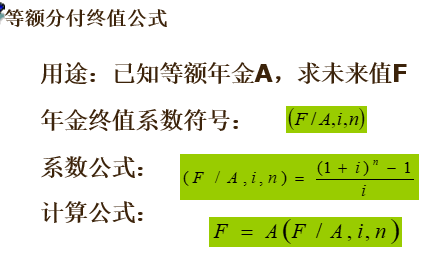 等额分付终值公式
用途：已知等额年金A，求未来值F
年金终值系数符号： (F/A,i,n)
系数公式： (F / A,i,n) = \frac{(1 + i)^n - 1}{i}
计算公式：
F = A(F / A,i,n)